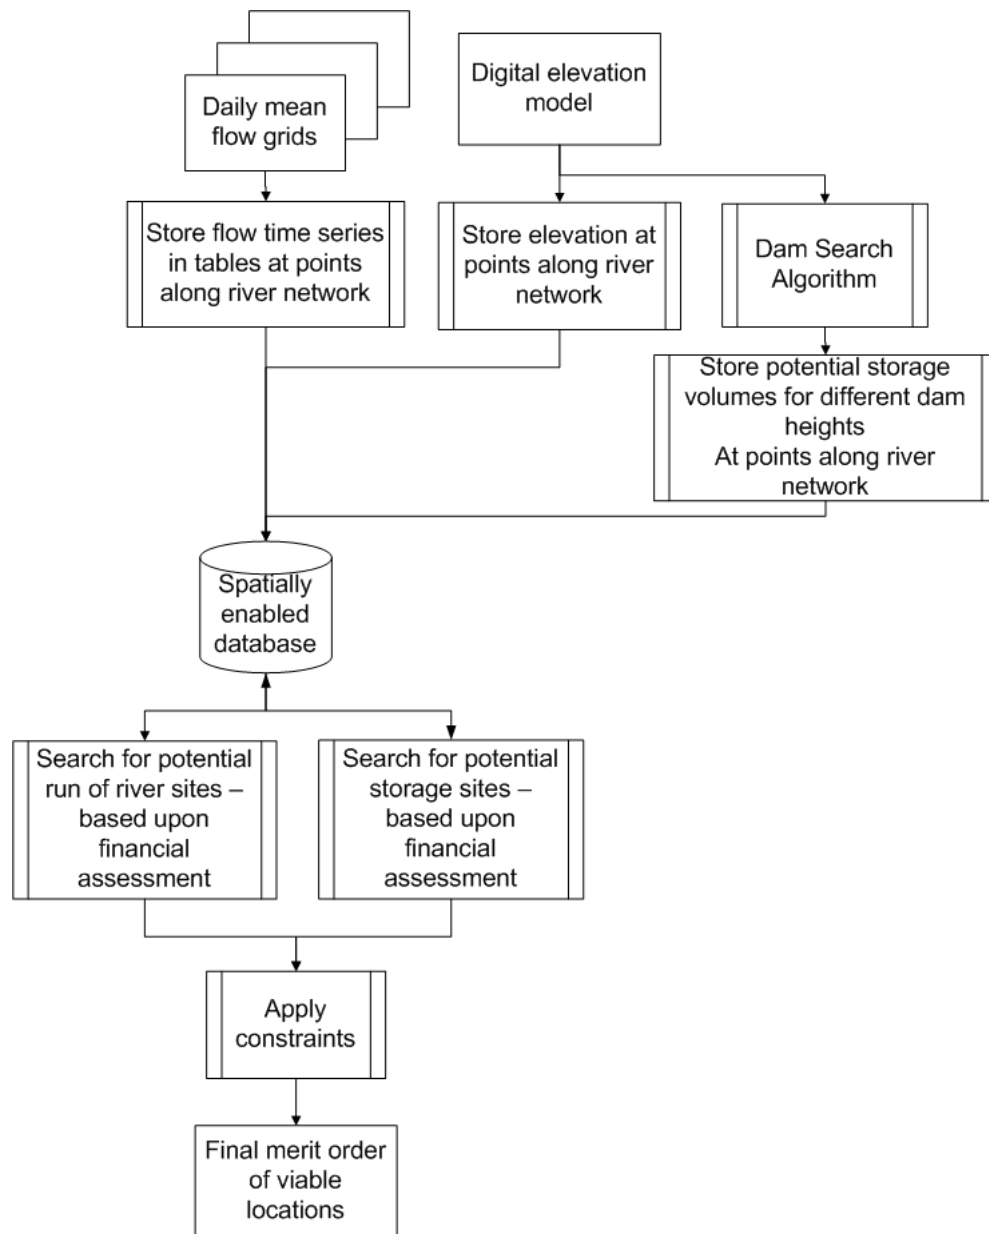 Daily mean
flow grids
Digital elevation
model
Store flow time series
in tables at points
along river network
Store elevation at
points along river
network
Dam Search
Algorithm
Store potential storage
volumes for different dam
heights
At points along river
network
Spatially
enabled
database
Search for potential
run of river sites –
based upon
financial
assessment
Search for potential
storage sites –
based upon
financial
assessment
Apply
constraints
Final merit order
of viable
locations